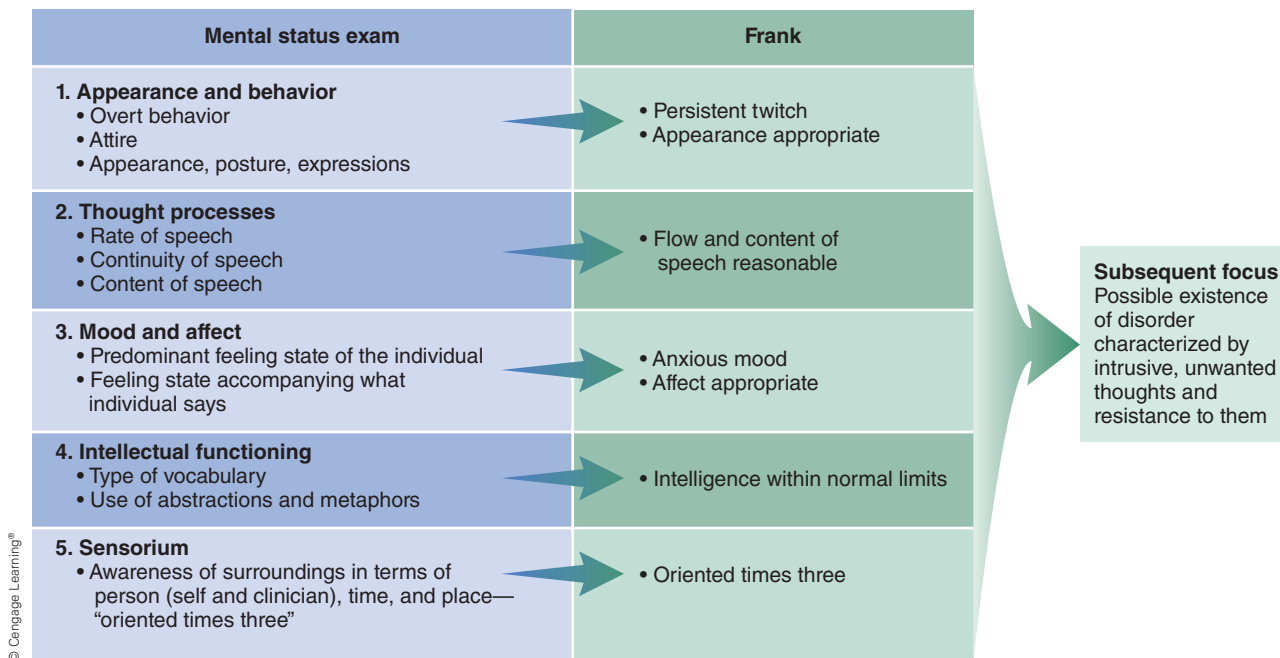 Mental status exam
Frank
1. Appearance and behavior
• Overt behavior
• Attire
• Appearance, posture, expressions
• Persistent twitch
• Appearance appropriate
2. Thought processes
• Rate of speech
• Continuity of speech
• Content of speech
• Flow and content of
speech reasonable
3. Mood and affect
• Predominant feeling state of the individual
• Feeling state accompanying what
individual says
• Anxious mood
• Affect appropriate
4. Intellectual functioning
• Type of vocabulary
• Use of abstractions and metaphors
• Intelligence within normal limits
5. Sensorium
• Awareness of surroundings in terms of
person (self and clinician), time, and place—
“oriented times three”
• Oriented times three
Subsequent focus
Possible existence
of disorder
characterized by
intrusive, unwanted
thoughts and
resistance to them
© Cengage Learning®